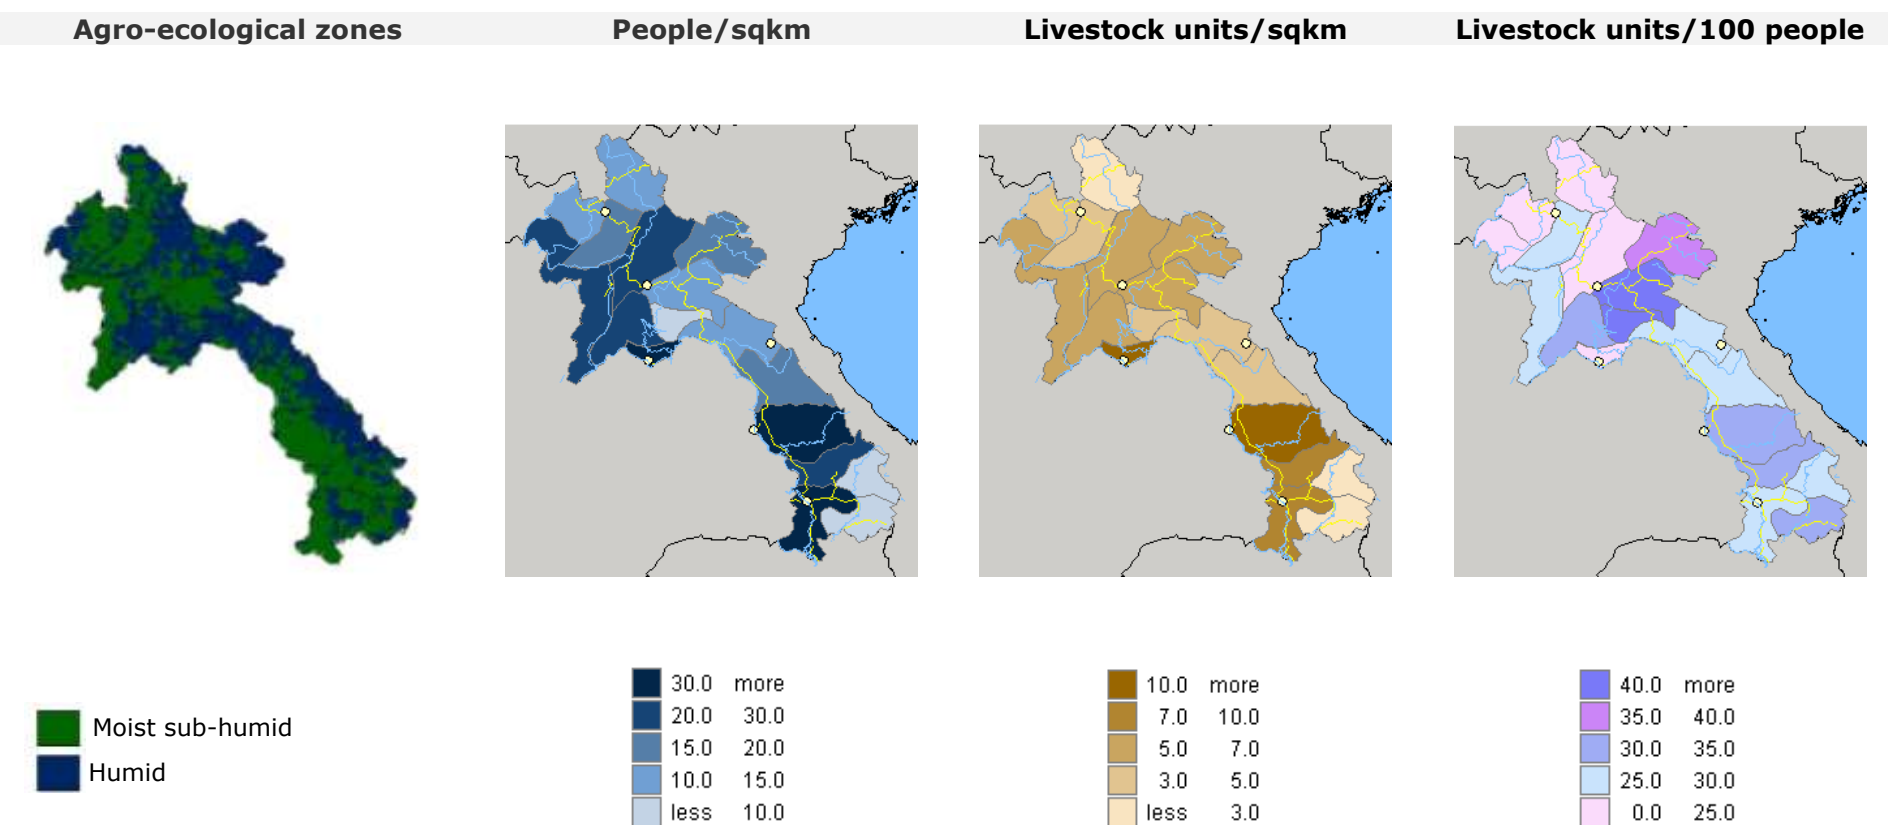 Agro-ecological zones People/sqkm Livestock units/sqkm Livestock units/100 people
Moist sub-humid
Humid
30.0 more
20.0 30.0
15.0 20.0
10.0 15.0
less 10.0
10.0 more
7.0 10.0
5.0 7.0
3.0 5.0
less 3.0
40.0 more
35.0 40.0
30.0 35.0
25.0 30.0
0.0 25.0